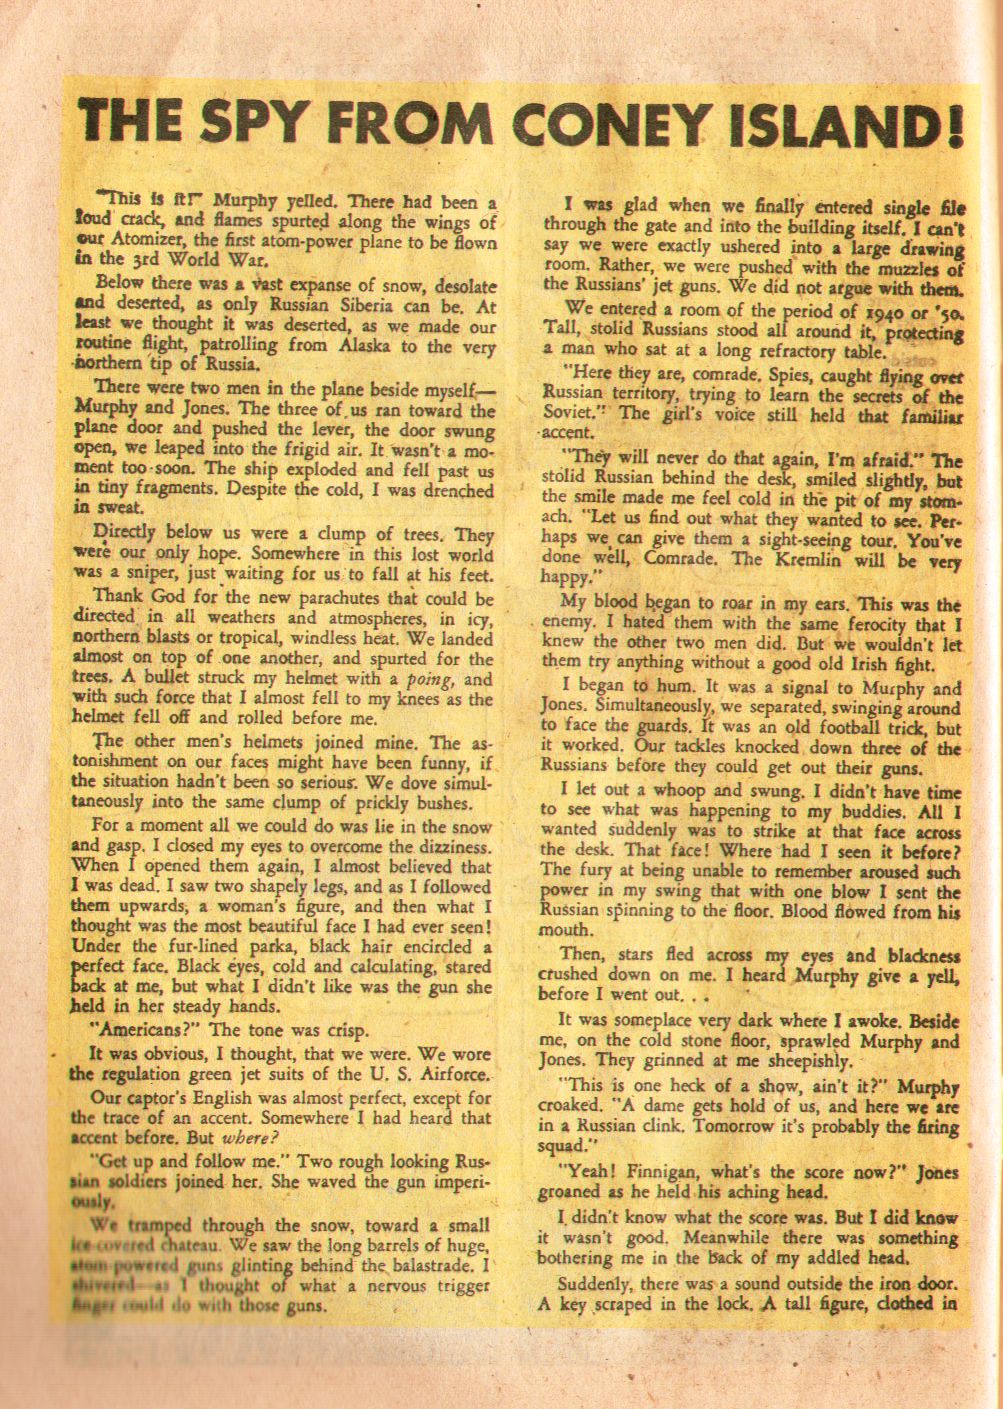 THE SPY FROM CONEY ISLAND!
"This is it!" Murphy yelled. There had been a
loud crack, and flames spurted along the wings of
our Atomizer, the first atom-power plane to be flown
in the 3rd World War.
Below there was a vast expanse of snow, desolate
and deserted, as only Russian Siberia can be. At
least we thought it was deserted, as we made our
routine flight, patrolling from Alaska to the very
northern tip of Russia.
There were two men in the plane beside myself—
Murphy and Jones. The three of us ran toward the
plane door and pushed the lever, the door swung
open, we leaped into the frigid air. It wasn't a mo-
ment too soon. The ship exploded and fell past us
in tiny fragments. Despite the cold, I was drenched
in sweat.
Directly below us were a clump of trees. They
were our only hope. Somewhere in this lost world
was a sniper, just waiting for us to fall at his feet.
Thank God for the new parachutes that could be
directed in all weathers and atmospheres, in icy,
northern blasts or tropical, windless heat. We landed
almost on top of one another, and spurted for the
trees. A bullet struck my helmet with a poing, and
with such force that I almost fell to my knees as the
helmet fell off and rolled before me.
The other men's helmets joined mine. The as-
tonishment on our faces might have been funny, if
the situation hadn't been so serious. We dove simul-
taneously into the same clump of prickly bushes.
For a moment all we could do was lie in the snow
and gasp. I closed my eyes to overcome the dizziness.
When I opened them again, I almost believed that
I was dead. I saw two shapely legs, and as I followed
them upwards, a woman's figure, and then what I
thought was the most beautiful face I had ever seen!
Under the fur-lined parka, black hair encircled a
perfect face. Black eyes, cold and calculating, stared
back at me, but what I didn't like was the gun she
held in her steady hands.
"Americans?" The tone was crisp.
It was obvious, I thought, that we were. We wore
the regulation green jet suits of the U. S. Airforce.
Our captor's English was almost perfect, except for
the trace of an accent. Somewhere I had heard that
accent before. But where?
"Get up and follow me." Two rough looking Rus-
sian soldiers joined her. She waved the gun imperi-
ously.
We tramped through the snow, toward a small
ice covered chateau. We saw the long barrels of huge,
atom powered guns glinting behind the balastrade. I
shivered as I thought of what a nervous trigger
finger could do with those guns.
I was glad when we finally entered single file
through the gate and into the building itself. I can't
say we were exactly ushered into a large drawing
room. Rather, we were pushed with the muzzles of
the Russians' jet guns. We did not argue with them.
We entered a room of the period of 1940 or '50.
Tall, stolid Russians stood all around it, protecting
a man who sat at a long refractory table.
"Here they are, comrade. Spies, caught flying over
Russian territory, trying to learn the secrets of the
Soviet." The girl's voice still held that familiar
accent.
"They will never do that again, I'm afraid." The
stolid Russian behind the desk, smiled slightly, but
the smile made me feel cold in the pit of my stom-
ach. "Let us find out what they wanted to see. Per-
haps we can give them a sight-seeing tour. You've
done well, Comrade. The Kremlin will be very
happy."
My blood began to roar in my ears. This was the
enemy. I hated them with the same ferocity that I
knew the other two men did. But we wouldn't let
them try anything without a good old Irish fight.
I began to hum. It was a signal to Murphy and
Jones. Simultaneously, we separated, swinging around
to face the guards. It was an old football trick, but
it worked. Our tackles knocked down three of the
Russians before they could get out their guns.
I let out a whoop and swung. I didn't have time
to see what was happening to my buddies. All I
wanted suddenly was to strike at that face across
the desk. That face! Where had I seen it before?
The fury at being unable to remember aroused such
power in my swing that with one blow I sent the
Russian spinning to the floor. Blood flowed from his
mouth.
Then, stars fled across my eyes and blackness
crushed down on me. I heard Murphy give a yell,
before I went out. . .
It was someplace very dark where I awoke. Beside
me, on the cold stone floor, sprawled Murphy and
Jones. They grinned at me sheepishly.
"This is one heck of a show, ain't it?" Murphy
croaked. "A dame gets hold of us, and here we are
in a Russian clink. Tomorrow it's probably the firing
squad."
"Yeah! Finnigan, what's the score now?" Jones
groaned as he held his aching head.
I didn't know what the score was. But I did know
it wasn't good. Meanwhile there was something
bothering me in the back of my addled head.
Suddenly, there was a sound outside the iron door.
A key scraped in the lock. A tall figure, clothed in